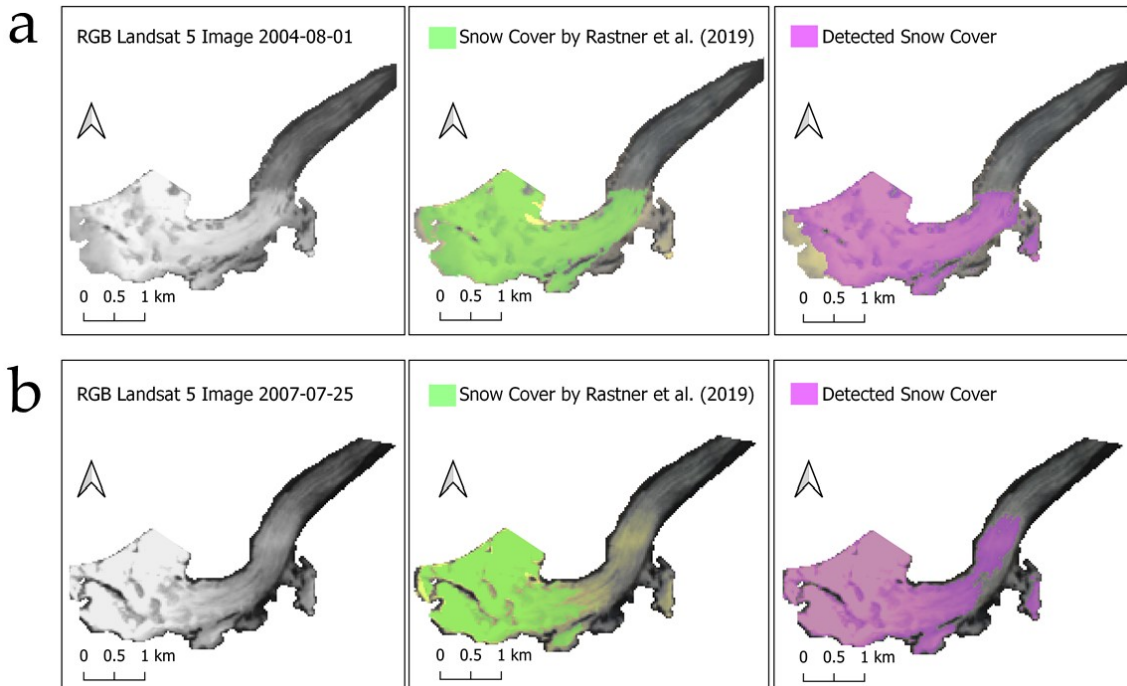 a
RGB Landsat 5 Image 2004-08-01
Snow Cover by Rastner et al. (2019)
Detected Snow Cover
0 0.5 1 km
0 0.5 1 km
0 0.5 1 km
b
RGB Landsat 5 Image 2007-07-25
Snow Cover by Rastner et al. (2019)
Detected Snow Cover
0 0.5 1 km
0 0.5 1 km
0 0.5 1 km